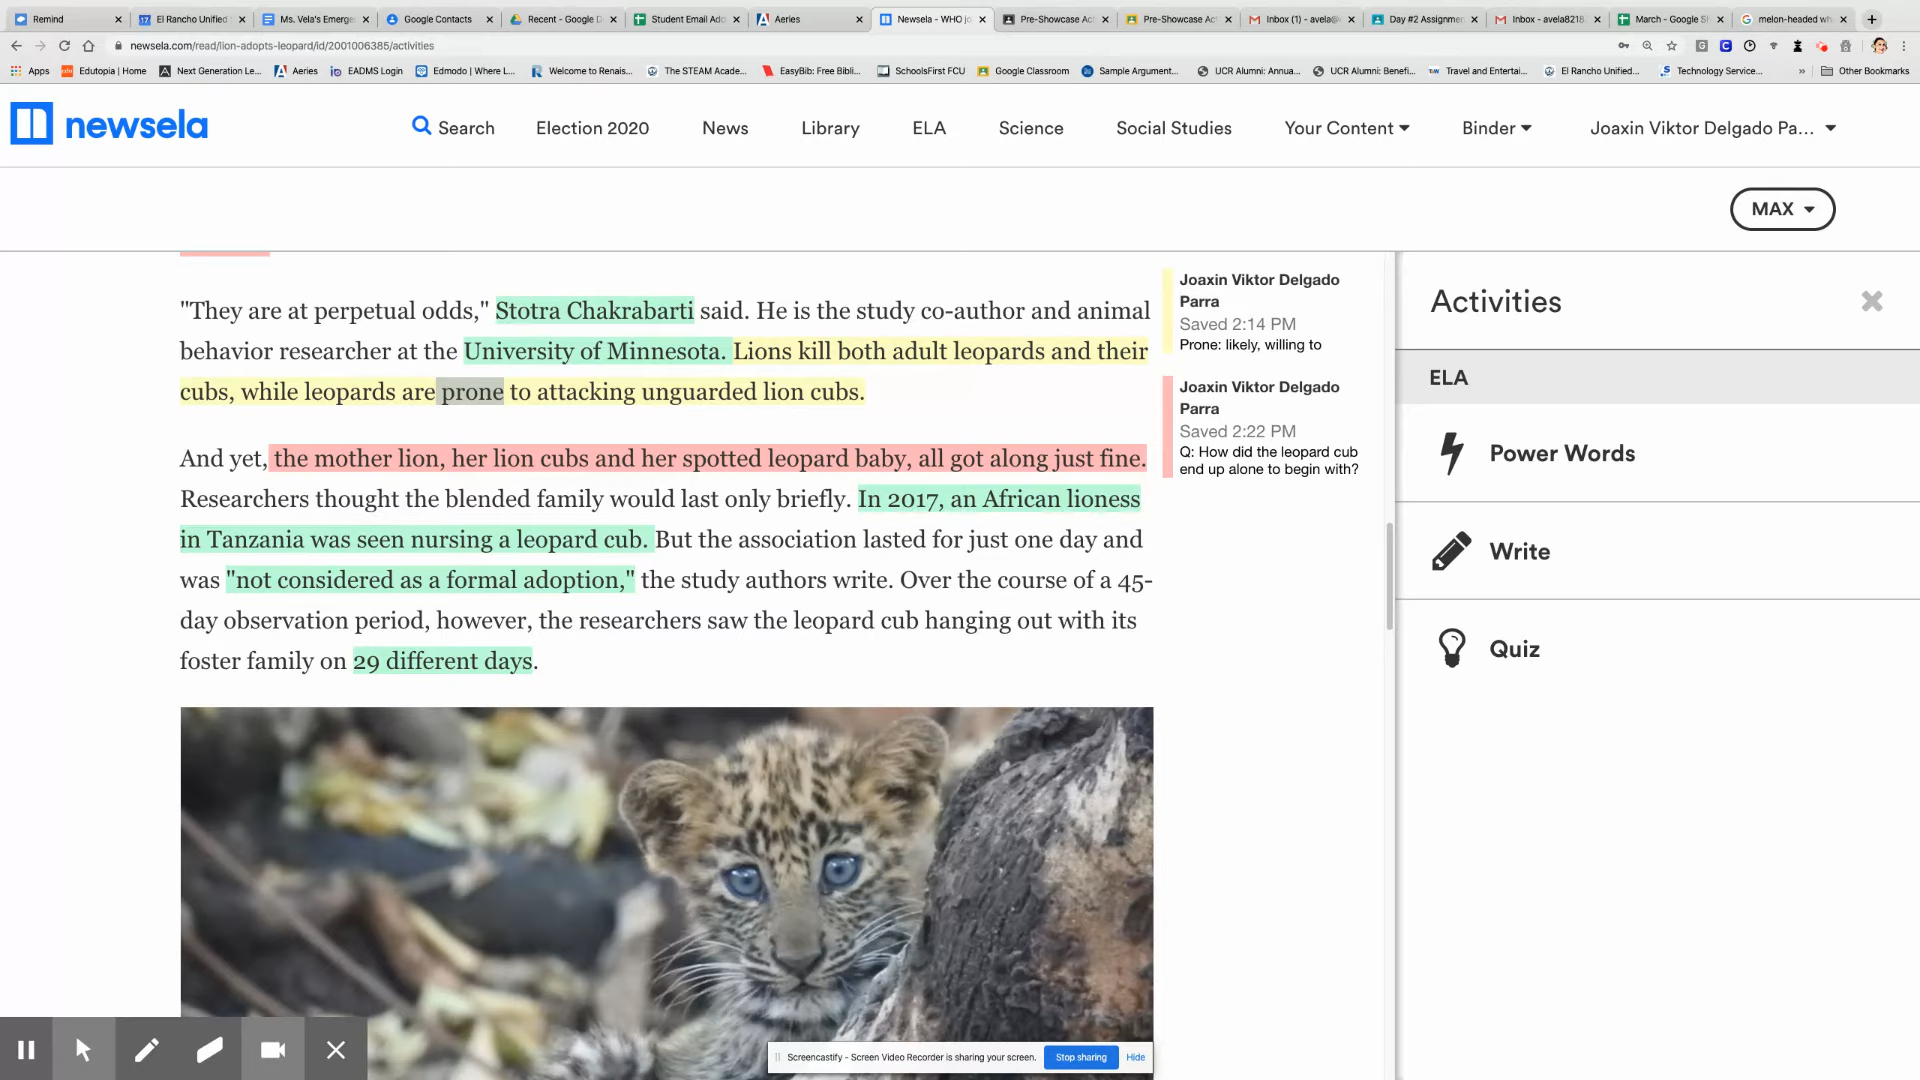 Remind
El Rancho Unified
Ms. Vela's Emerge
Google Contacts
Recent - Google D
Student Email Add
Aeries
Newsela - WHO jo
Pre-Showcase Act
Pre-Showcase Act
Inbox (1) - avela@
Day #2 Assignmen
Inbox - avela8218
March - Google S
melon-headed wh
newsela.com/read/lion-adopts-leopard/id/2001006385/activities
Apps
Edutopia | Home
Next Generation Le...
Aeries
EADMS Login
Edmodo | Where L...
Welcome to Renais...
The STEAM Acade...
EasyBib: Free Bibli...
SchoolsFirst FCU
Google Classroom
Sample Argument...
UCR Alumni: Annua...
UCR Alumni: Benefi...
Travel and Entertai...
El Rancho Unified...
Technology Service...
Other Bookmarks
newsela
Search
Election 2020
News
Library
ELA
Science
Social Studies
Your Content
Binder
Joaxin Viktor Delgado Pa...
MAX
"They are at perpetual odds," Stotra Chakrabarti said. He is the study co-author and animal
behavior researcher at the University of Minnesota. Lions kill both adult leopards and their
cubs, while leopards are prone to attacking unguarded lion cubs.
And yet, the mother lion, her lion cubs and her spotted leopard baby, all got along just fine.
Researchers thought the blended family would last only briefly. In 2017, an African lioness
in Tanzania was seen nursing a leopard cub. But the association lasted for just one day and
was "not considered as a formal adoption," the study authors write. Over the course of a 45-
day observation period, however, the researchers saw the leopard cub hanging out with its
foster family on 29 different days.
Joaxin Viktor Delgado
Parra
Saved 2:14 PM
Prone: likely, willing to
Joaxin Viktor Delgado
Parra
Saved 2:22 PM
Q: How did the leopard cub
end up alone to begin with?
Activities
ELA
Power Words
Write
Quiz
Screencastify - Screen Video Recorder is sharing your screen.
Stop sharing
Hide